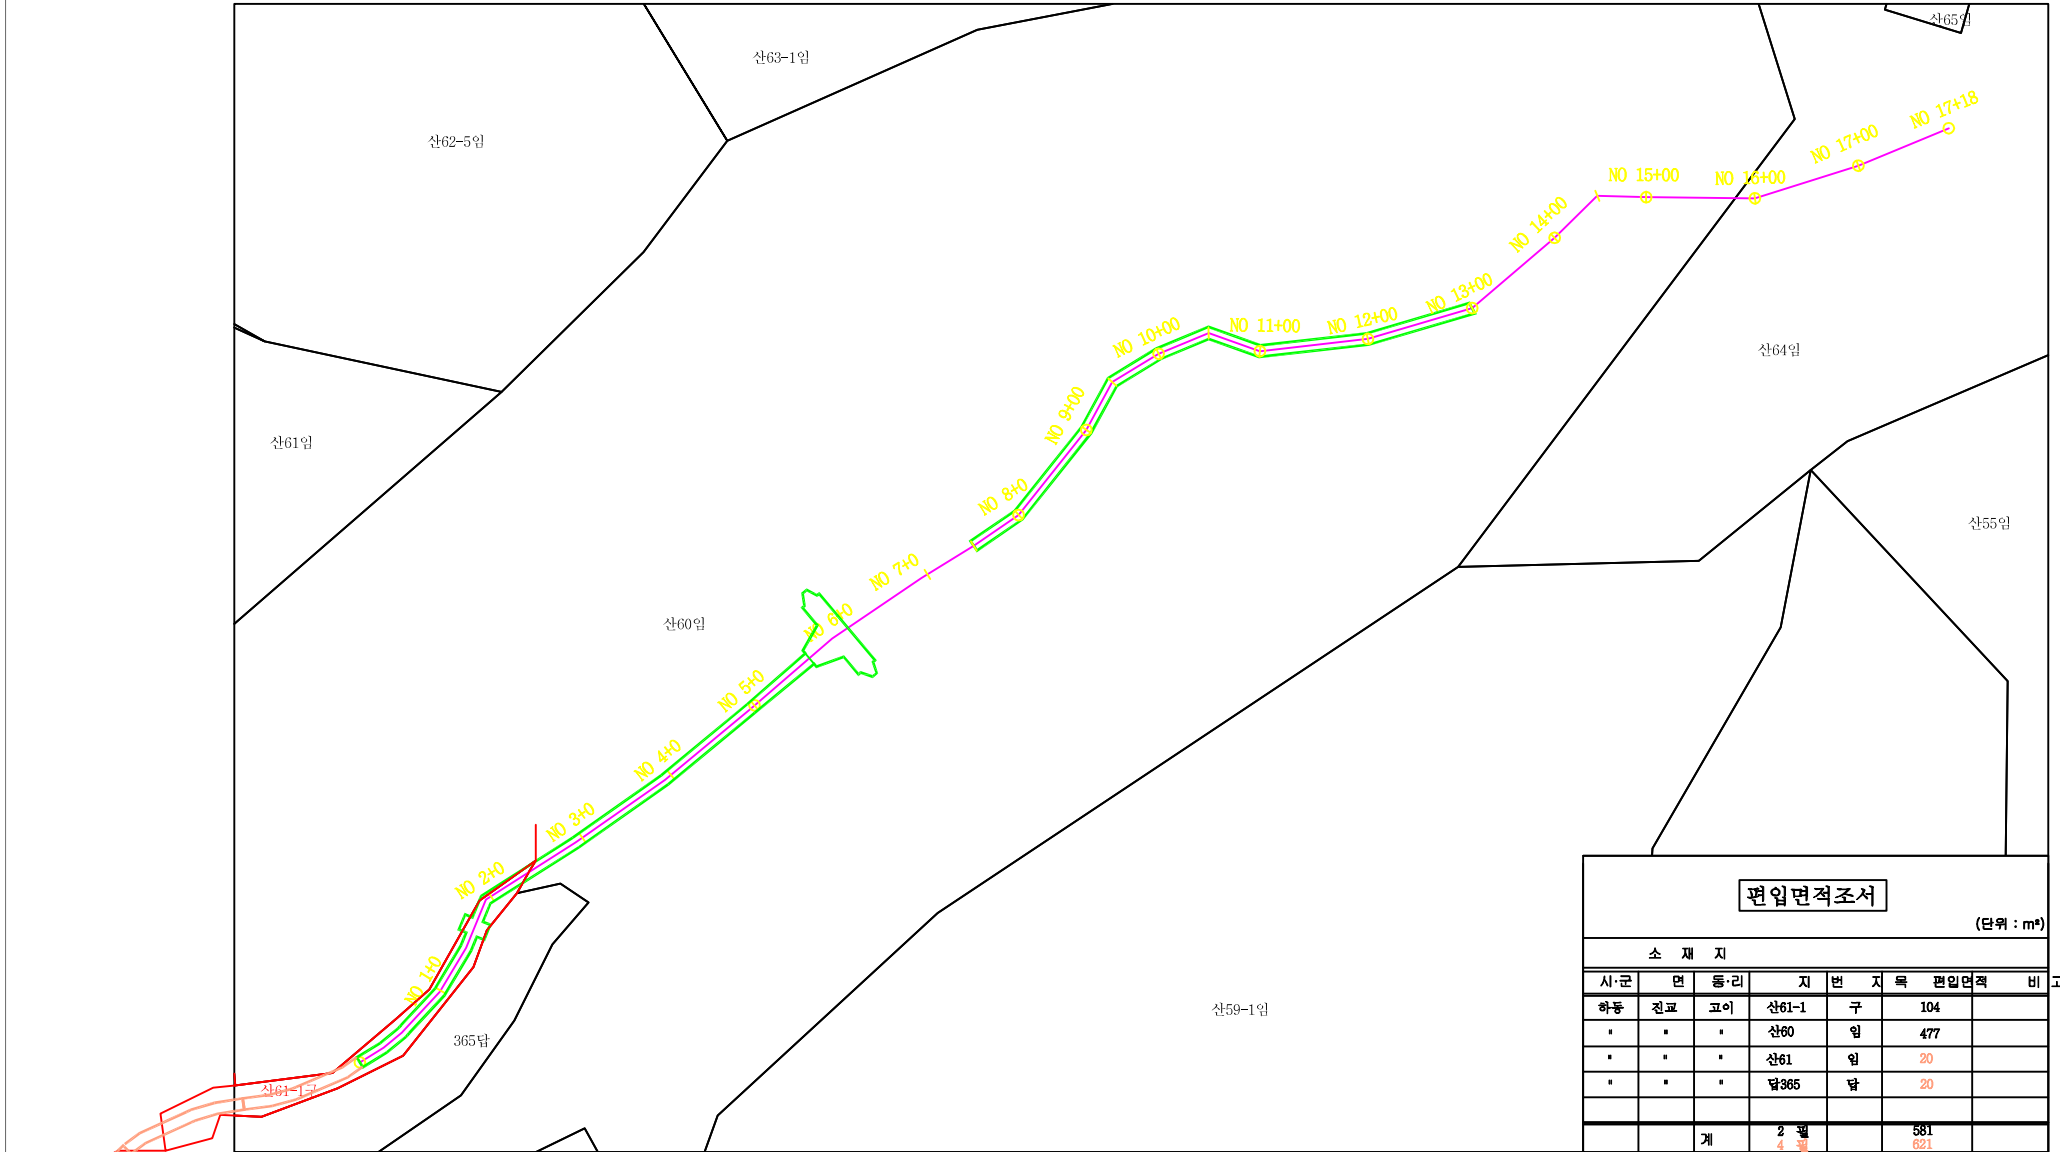 산65임
산63-1임
산62-5임
NO 17+18
NO 17+00
NO 16+00
NO 15+00
NO 14+00
NO 13+00
NO 12+00
NO 11+00
NO 10+00
산64임
NO 9+00
산61임
NO 8+0
산55임
NO 7+0
산60임
NO 6+0
NO 5+0
NO 4+0
NO 3+0
NO 2+0
NO 1+0
산59-1임
365답
산61-1구
편입면적조서
(단위 : m²)
소 재 지
시·군 면 동·리 지 번 지 목 편입면적 비 고
하동 진교 고이 산61-1 구 104
" " " 산60 임 477
" " " 산61 임 20
" " " 답365 답 20
계 2 필 581
4 필 621